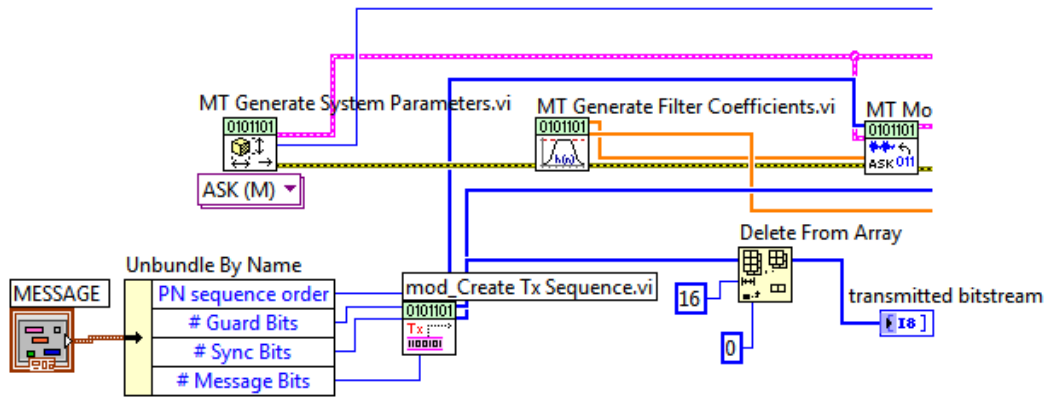 MT Generate System Parameters.vi
MT Generate Filter Coefficients.vi
MT Mo
0101101
0101101
0101101
h(n)
ASK 011
ASK (M)
Delete From Array
Unbundle By Name
MESSAGE
PN sequence order
mod_Create Tx Sequence.vi
# Guard Bits
0101101
16
transmitted bitstream
Tx
I8
# Sync Bits
1100101
0
# Message Bits